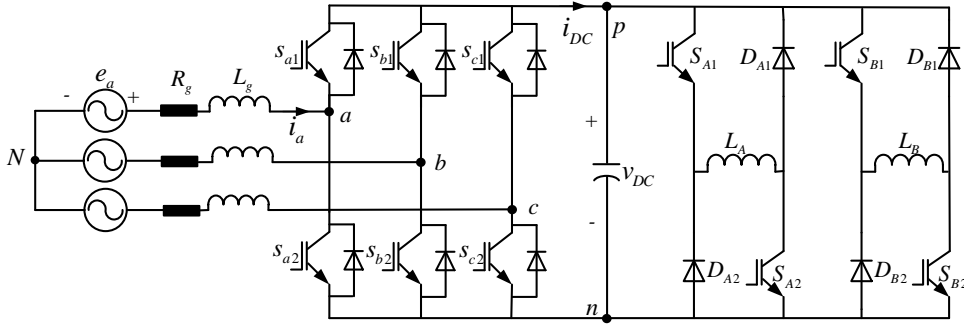 i_DC p
s_a1 s_b1 s_c1 S_A1 D_A1 S_B1 D_B1
e_a
- + R_g L_g
i_a a
+
N b L_A L_B
v_DC
c -
s_a2 s_b2 s_c2 D_A2 S_A2 D_B2 S_B2
n